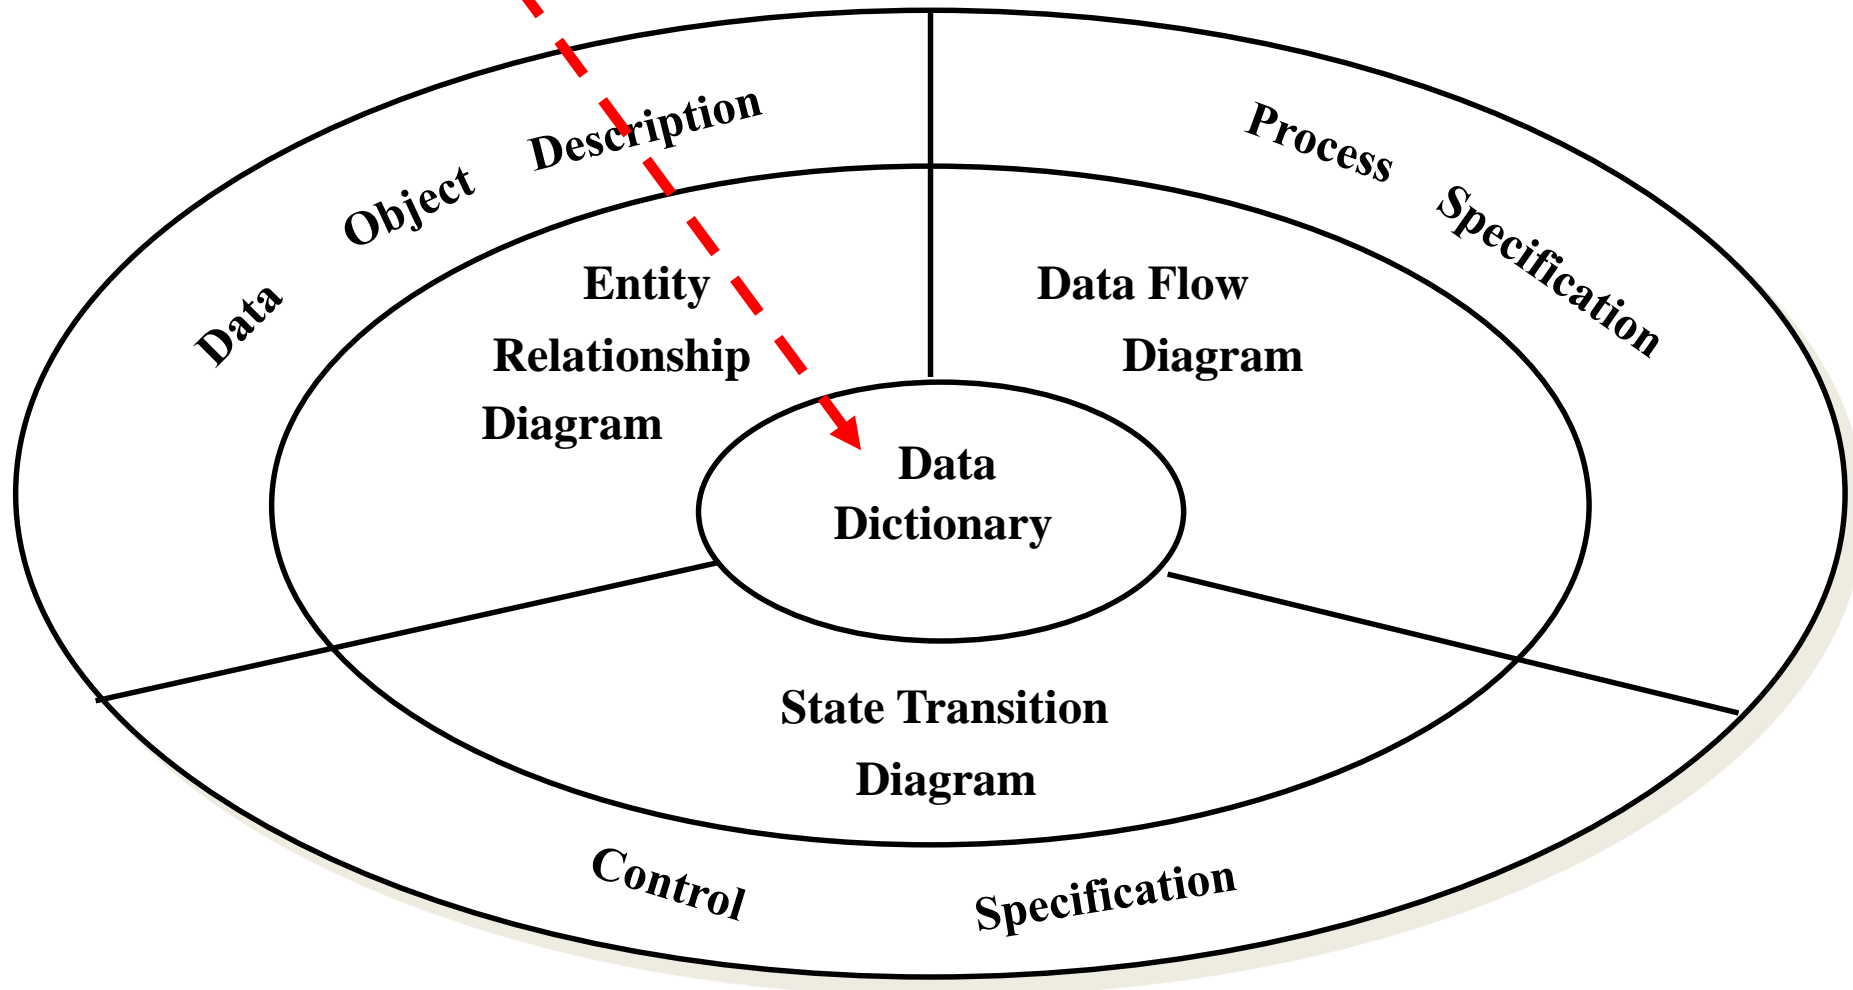 Data Object Description
Process Specification
Entity
Relationship
Diagram
Data Flow
Diagram
Data
Dictionary
State Transition
Diagram
Control Specification